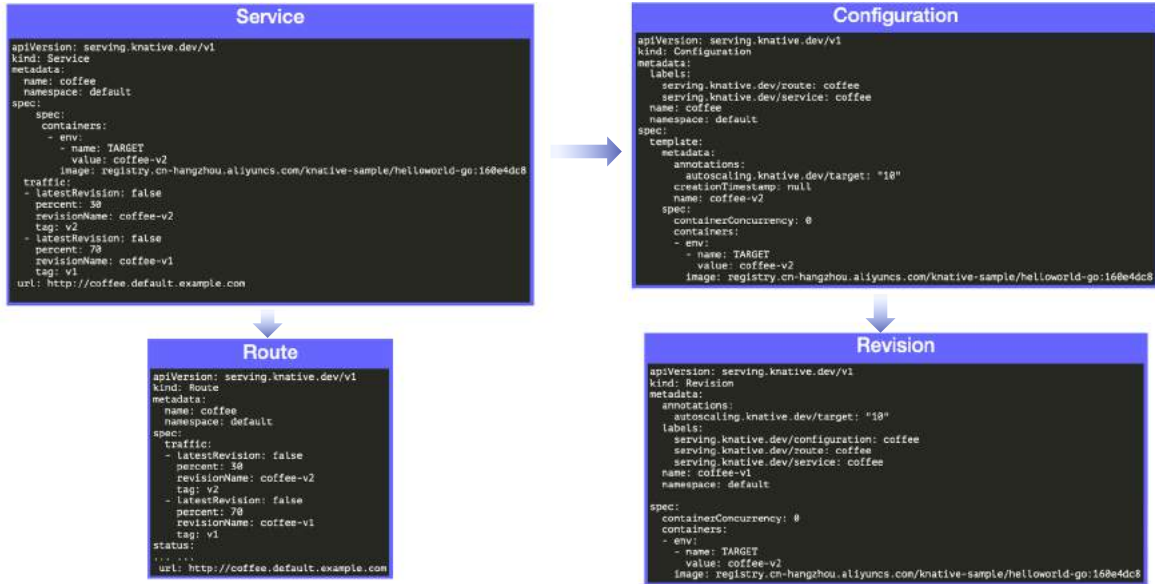 Service
apiVersion: serving.knative.dev/v1
kind: Service
metadata:
  name: coffee
  namespace: default
spec:
    spec:
     containers:
      - env:
        - name: TARGET
          value: coffee-v2
        image: registry.cn-hangzhou.aliyuncs.com/knative-sample/helloworld-go:160e4dc8
  traffic:
  - latestRevision: false
    percent: 30
    revisionName: coffee-v2
    tag: v2
  - latestRevision: false
    percent: 70
    revisionName: coffee-v1
    tag: v1
 url: http://coffee.default.example.com
Configuration
apiVersion: serving.knative.dev/v1
kind: Configuration
metadata:
  labels:
    serving.knative.dev/route: coffee
    serving.knative.dev/service: coffee
  name: coffee
  namespace: default
spec:
  template:
    metadata:
      annotations:
        autoscaling.knative.dev/target: "10"
      creationTimestamp: null
      name: coffee-v2
    spec:
      containerConcurrency: 0
      containers:
      - env:
        - name: TARGET
          value: coffee-v2
        image: registry.cn-hangzhou.aliyuncs.com/knative-sample/helloworld-go:160e4dc8
Route
apiVersion: serving.knative.dev/v1
kind: Route
metadata:
  name: coffee
  namespace: default
spec:
  traffic:
  - latestRevision: false
    percent: 30
    revisionName: coffee-v2
    tag: v2
  - latestRevision: false
    percent: 70
    revisionName: coffee-v1
    tag: v1
status:
... ...
 url: http://coffee.default.example.com
Revision
apiVersion: serving.knative.dev/v1
kind: Revision
metadata:
  annotations:
    autoscaling.knative.dev/target: "10"
  labels:
    serving.knative.dev/configuration: coffee
    serving.knative.dev/route: coffee
    serving.knative.dev/service: coffee
  name: coffee-v1
  namespace: default
spec:
  containerConcurrency: 0
  containers:
  - env:
    - name: TARGET
      value: coffee-v2
    image: registry.cn-hangzhou.aliyuncs.com/knative-sample/helloworld-go:160e4dc8